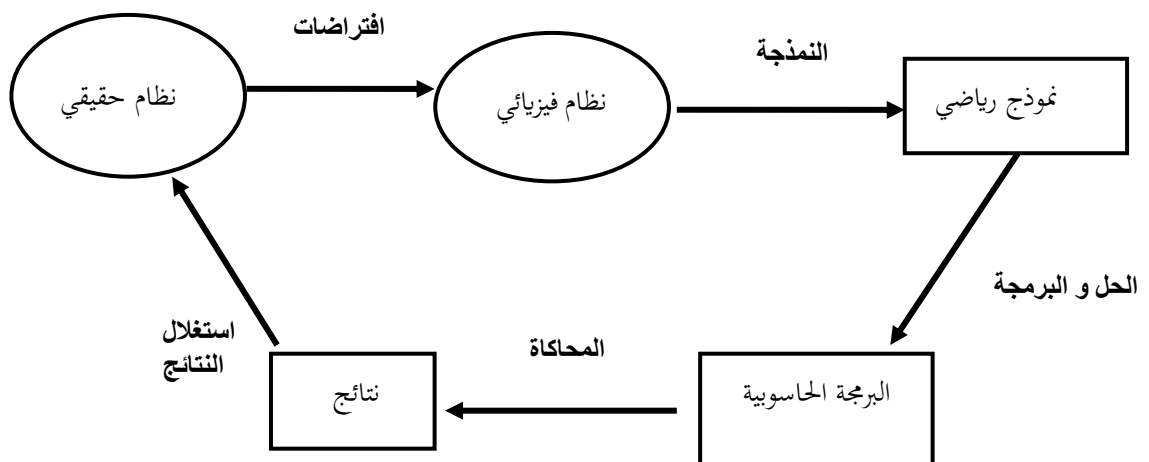 افتراضات
النمذجة
نظام حقيقي
نظام فيزيائي
نموذج رياضي
الحل و البرمجة
استغلال
النتائج
المحاكاة
نتائج
البرمجة الحاسوبية